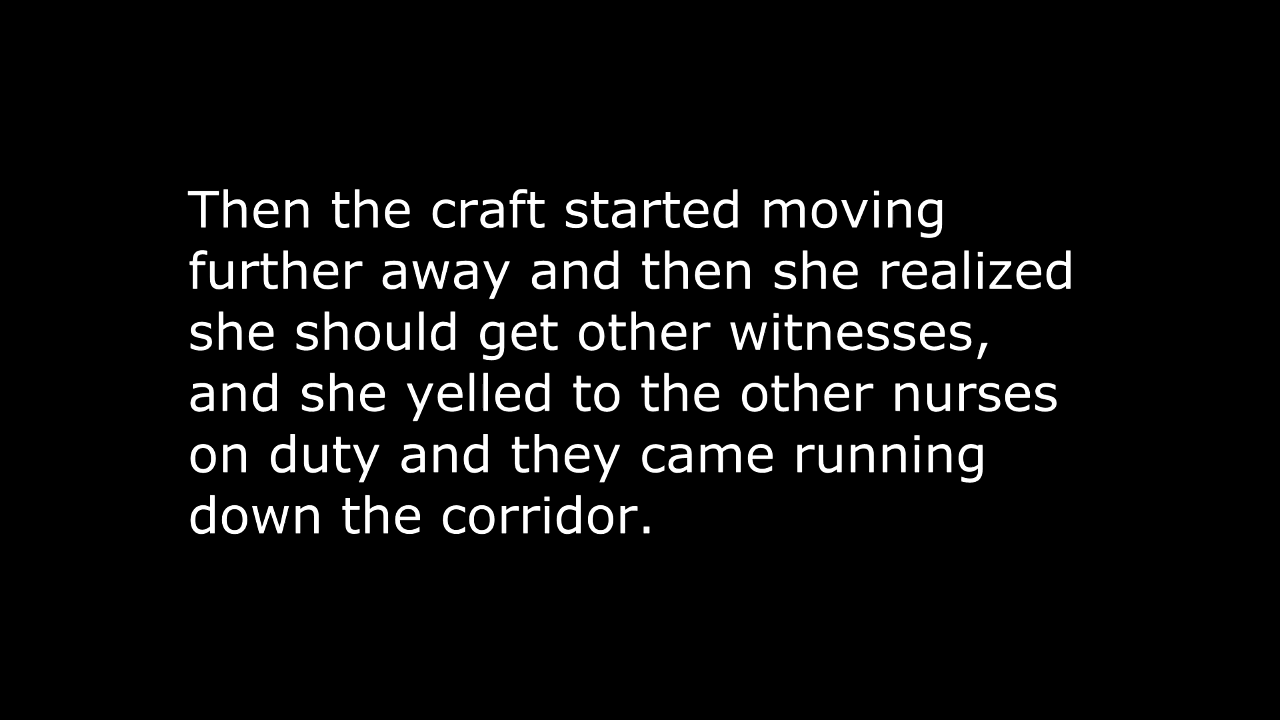 Then the craft started moving
further away and then she realized
she should get other witnesses,
and she yelled to the other nurses
on duty and they came running
down the corridor.